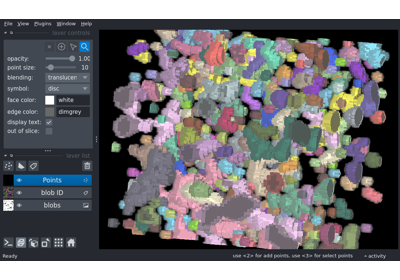 File View Plugins Window Help
layer controls
opacity: 1.00
point size: 10
blending: translucen
symbol: disc
face color: white
edge color: dimgrey
display text:
out of slice:
layer list
Points
blob ID
blobs
Ready
use <2> for add points, use <3> for select points
activity